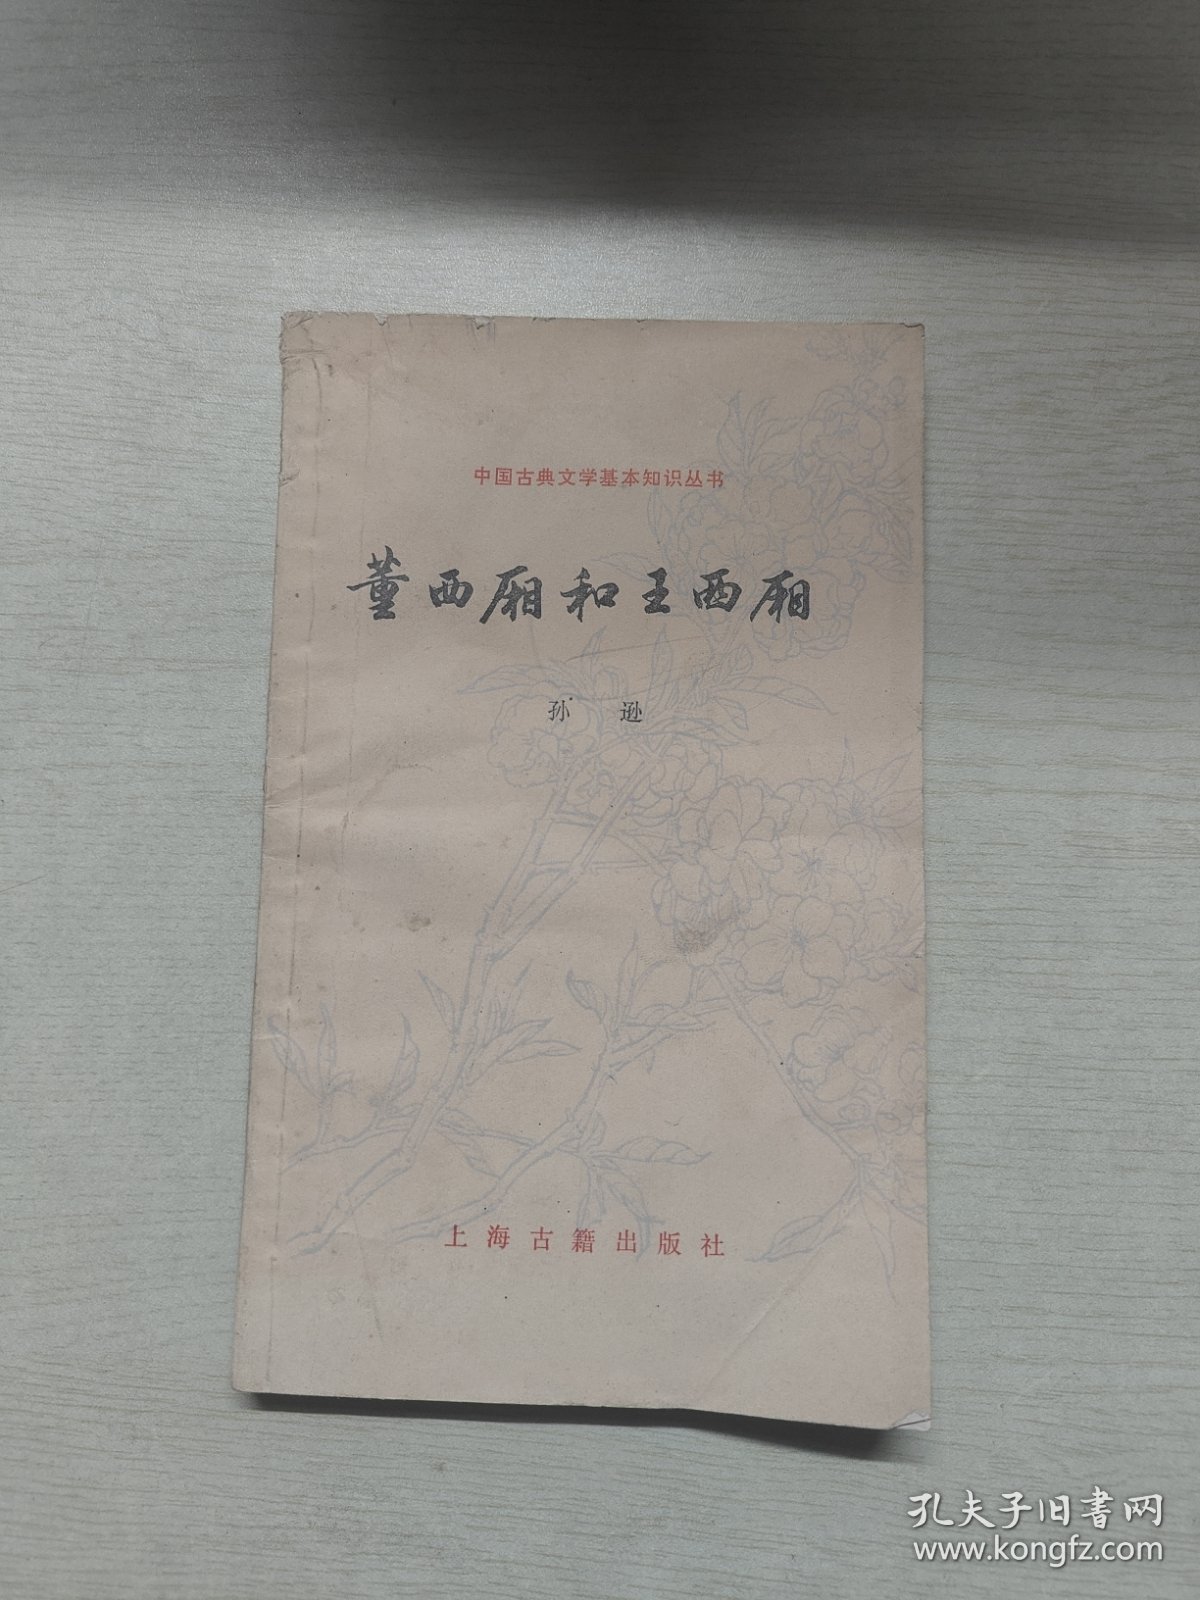 中国古典文学基本知识丛书
董西厢和王西厢
孙 逊
上海古籍出版社
孔夫子旧书网
www.kongfz.com